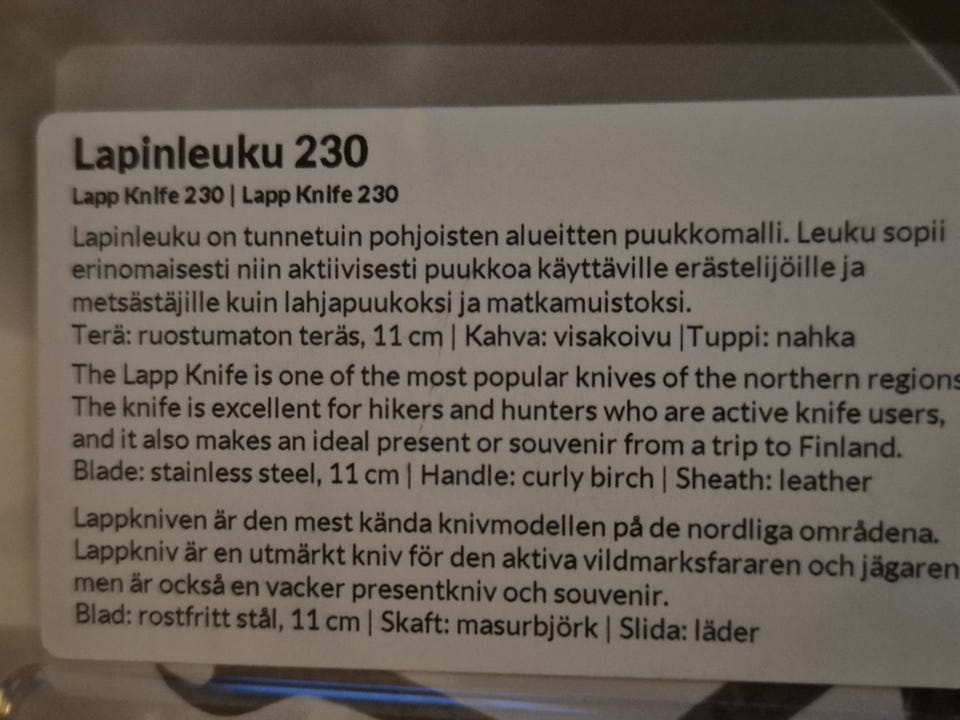 Lapinleuku 230
Lapp Knife 230 | Lapp Knife 230
Lapinleuku on tunnetuin pohjoisten alueitten puukkomalli. Leuku sopii
erinomaisesti niin aktiivisesti puukkoa käyttäville erästelijöille ja
metsästäjille kuin lahjapuukoksi ja matkamuistoksi.
Terä: ruostumaton teräs, 11 cm | Kahva: visakoivu |Tuppi: nahka
The Lapp Knife is one of the most popular knives of the northern regions
The knife is excellent for hikers and hunters who are active knife users,
and it also makes an ideal present or souvenir from a trip to Finland.
Blade: stainless steel, 11 cm | Handle: curly birch | Sheath: leather
Lappkniven är den mest kända knivmodellen på de nordliga områdena.
Lappkniv är en utmärkt kniv för den aktiva vildmarksfararen och jägaren
men är också en vacker presentkniv och souvenir.
Blad: rostfritt stål, 11 cm | Skaft: masurbjörk | Slida: läder